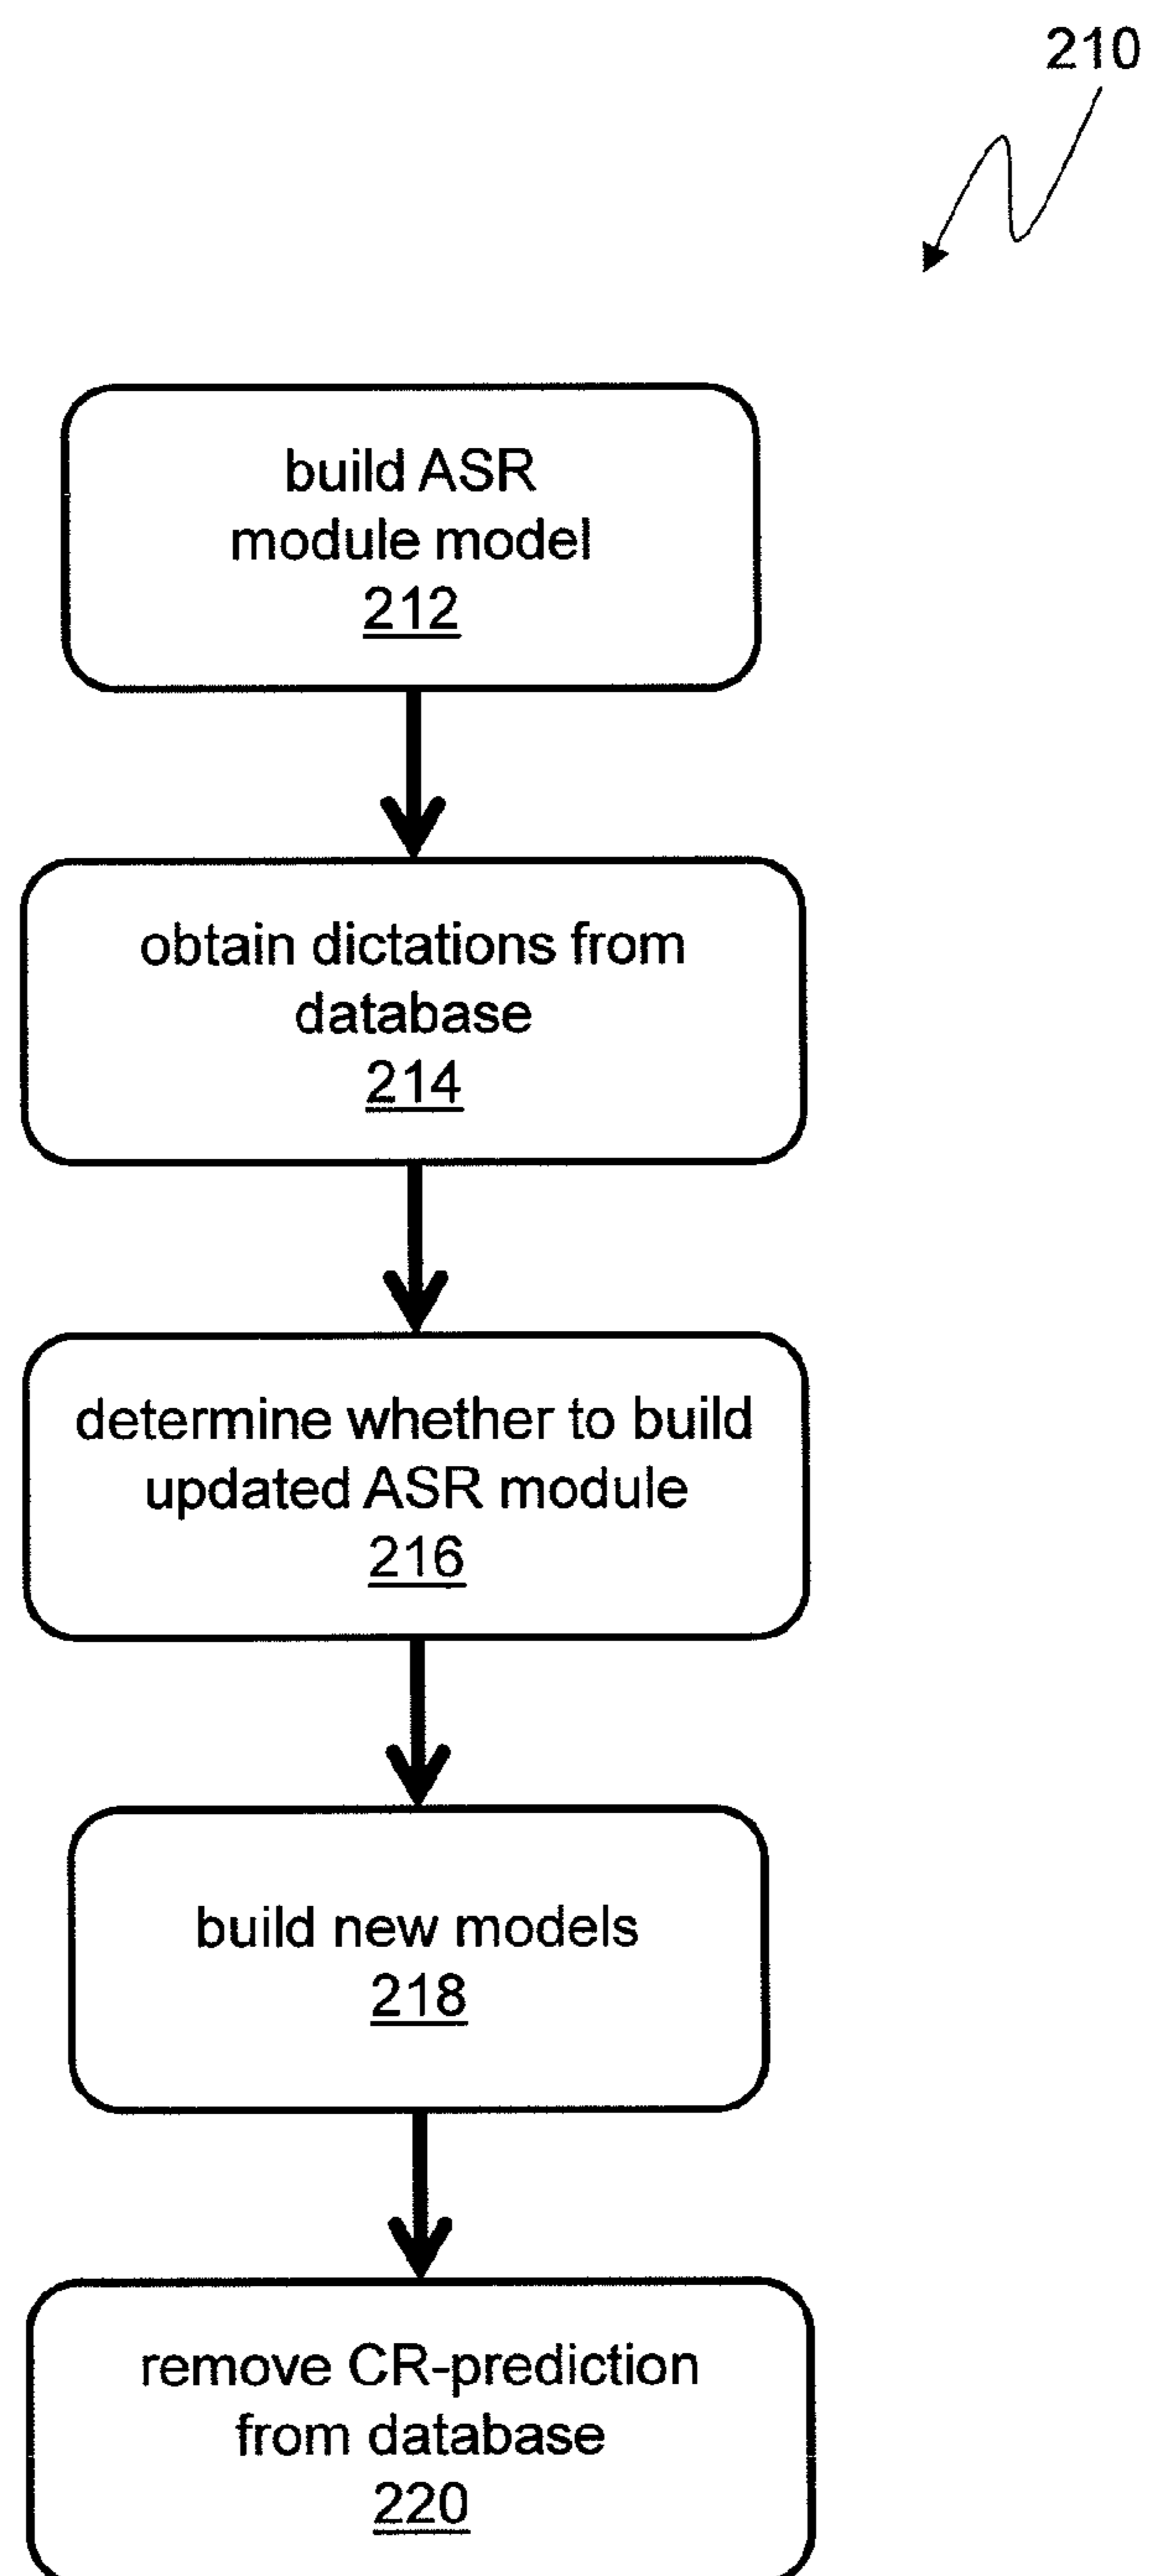 210
build ASR
module model
212
obtain dictations from
database
214
determine whether to build
updated ASR module
216
build new models
218
remove CR-prediction
from database
220